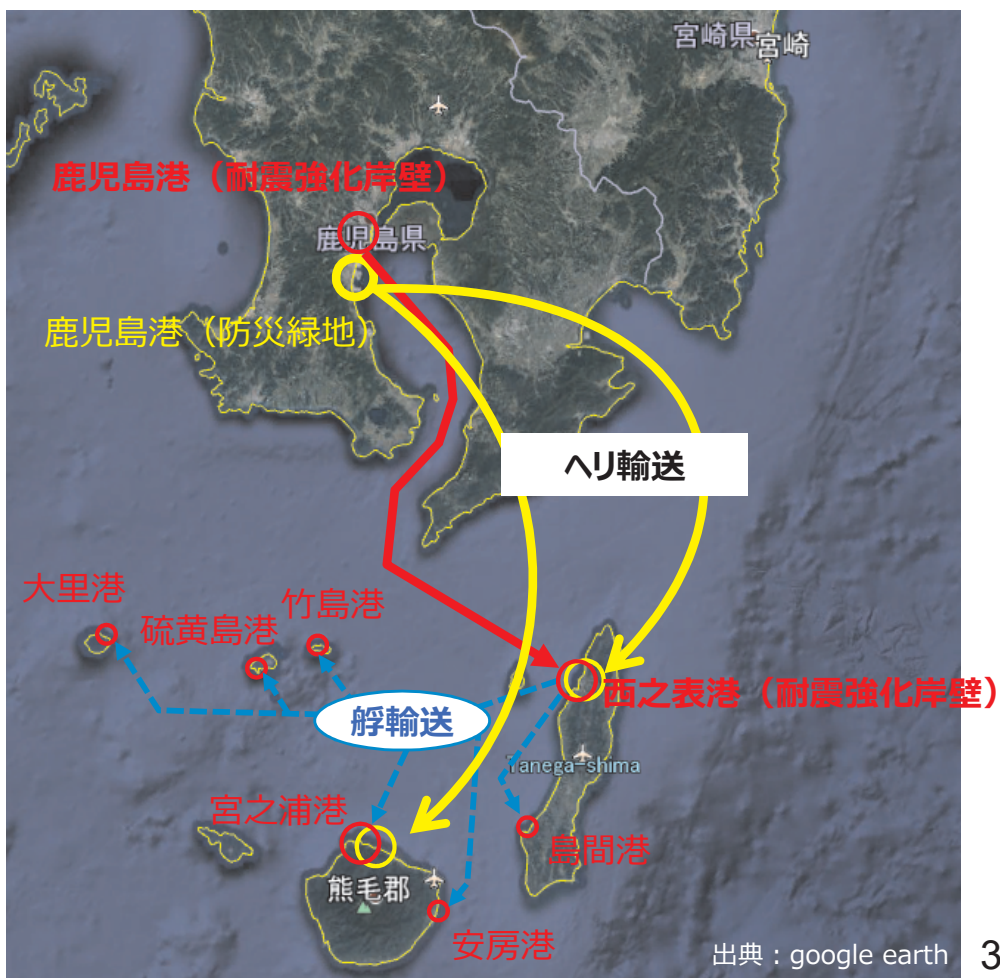 宮崎県宮崎
鹿児島港（耐震強化岸壁）
鹿児島県
鹿児島港（防災緑地）
ヘリ輸送
大里港
硫黄島港
竹島港
西之表港（耐震強化岸壁）
艀輸送
Tanega-shima
宮之浦港
島間港
熊毛郡
安房港
出典：google earth
3